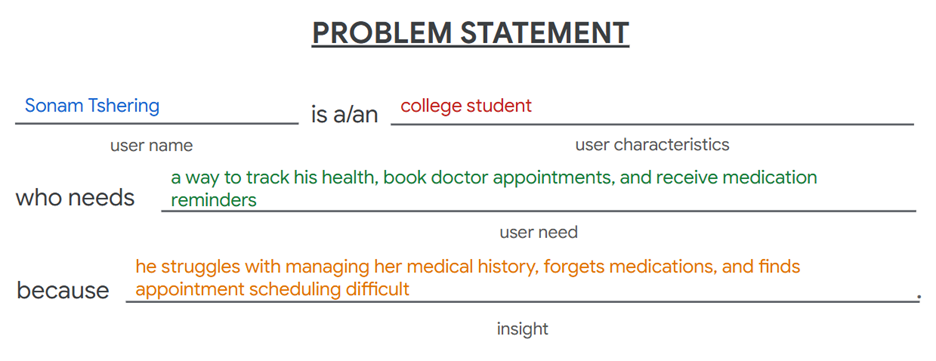 PROBLEM STATEMENT
Sonam Tshering is a/an college student
user name user characteristics
who needs a way to track his health, book doctor appointments, and receive medication
reminders
user need
because he struggles with managing her medical history, forgets medications, and finds
appointment scheduling difficult.
insight